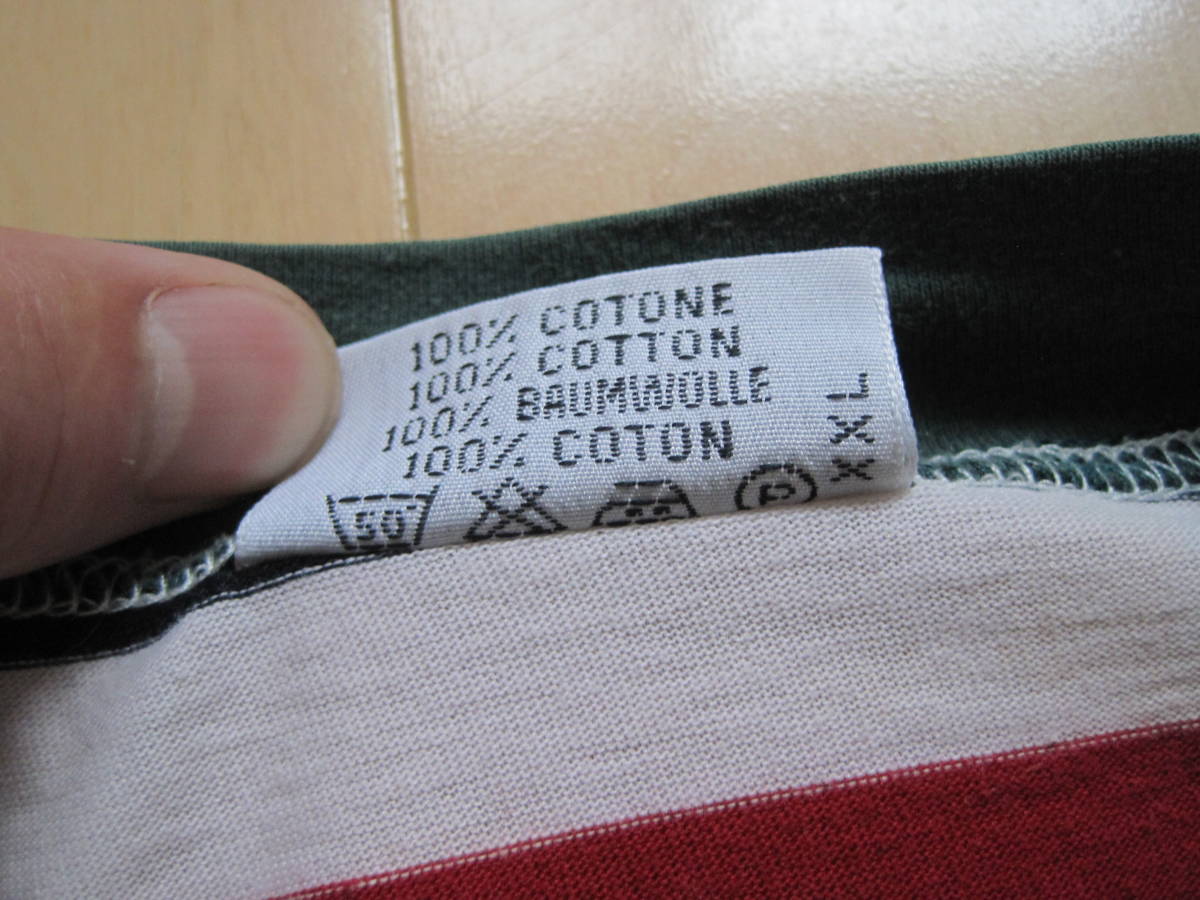 100% COTONE
100% COTTON
100% BAUMWOLLE
100% COTON
50° P
XXL